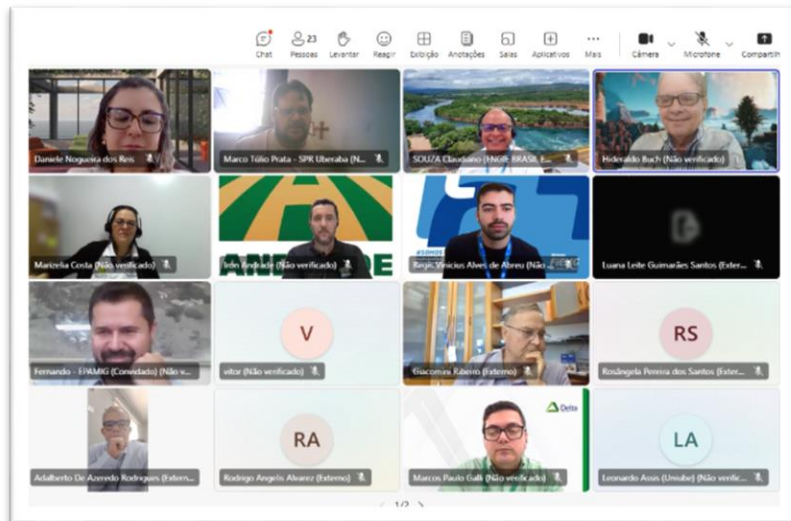 23
Chat Pessoas Levantar Reagir Exibição Anotações Salas Aplicativos Mais Câmera Microfone Compartilh
Daniele Nogueira dos Reis
Marco Túlio Prata - SPR Uberaba (N...
SOUZA Claudiano (ENGIE BRASIL E...
Hideraldo Buch (Não verificado)
Marizelia Costa (Não verificado)
Iron Andrade (Não verificado)
Regis Vinicius Alves de Abreu (Não ...
Luana Leite Guimarães Santos (Exter...
#SOMOS
Fernando - EPAMIG (Convidado) (Não v...
V
vitor (Não verificado)
Giacomini Ribeiro (Externo)
RS
Rosângela Pereira dos Santos (Exter...
Adalberto De Azeredo Rodrigues (Extern...
RA
Rodrigo Angelis Alvarez (Externo)
Delta
Marcos Paulo Galli (Não verificado)
LA
Leonardo Assis (Uniube) (Não verific...
1/2